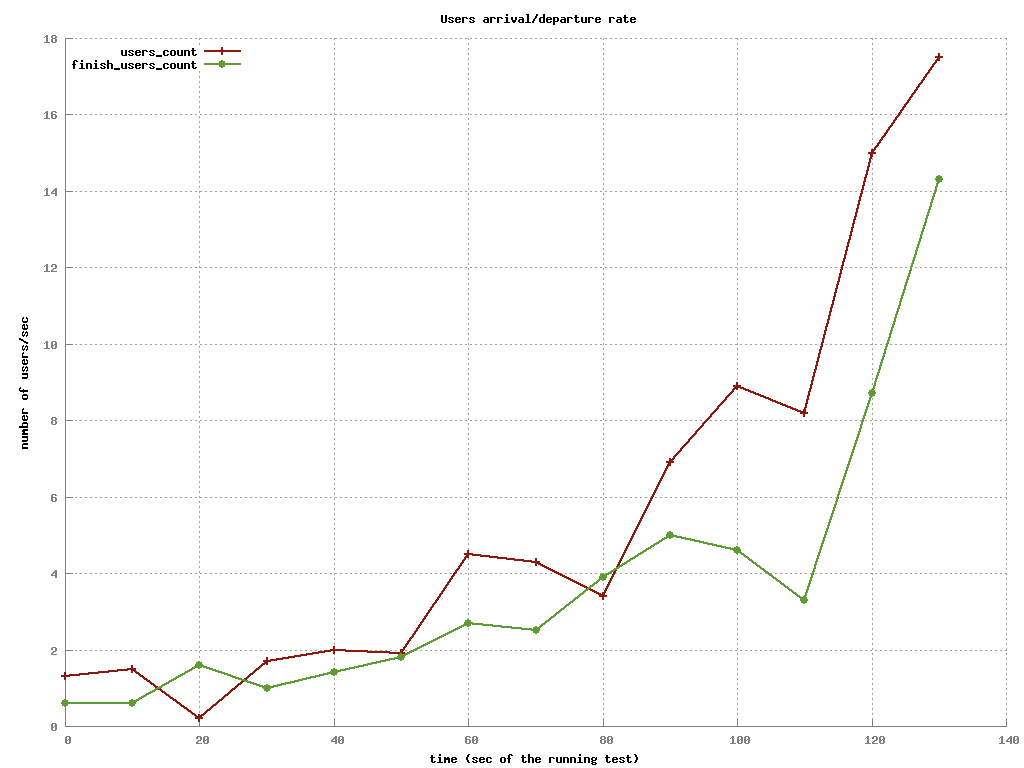 Users arrival/departure rate
users_count
finish_users_count
18
16
14
12
10
8
6
4
2
0
number of users/sec
0 20 40 60 80 100 120 140
time (sec of the running test)